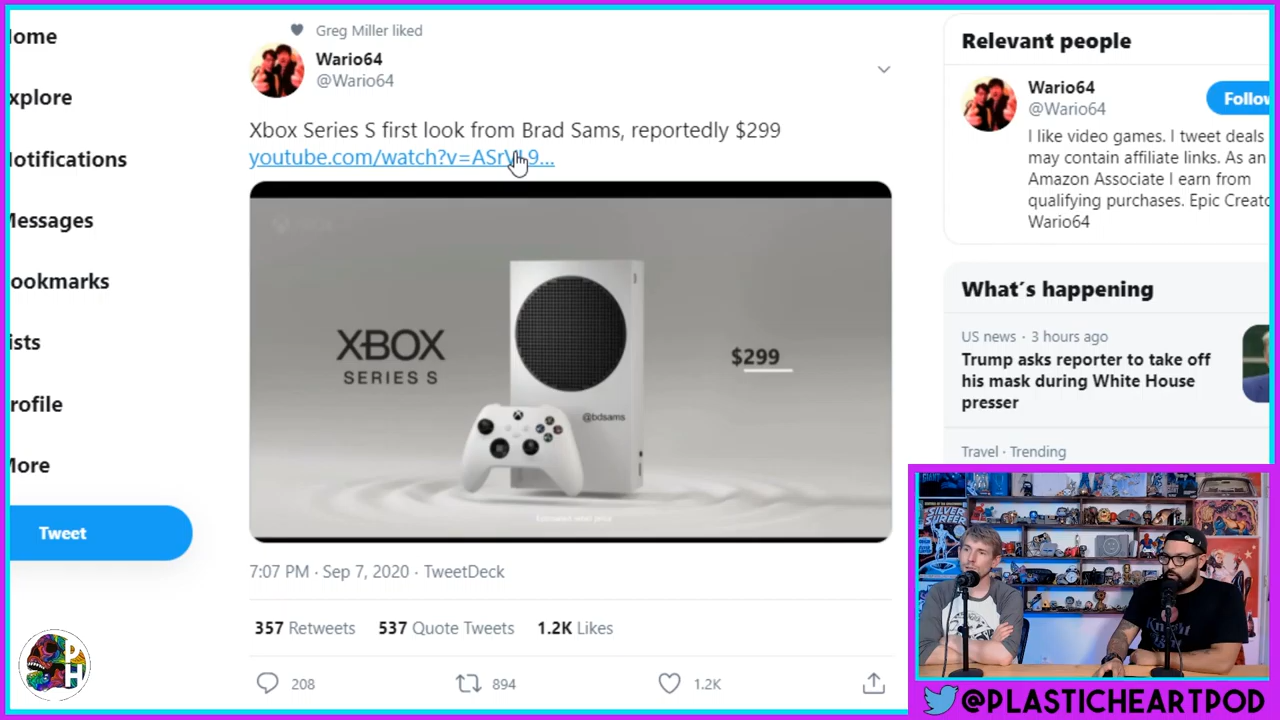 ome
xplore
otifications
Messages
ookmarks
ists
rofile
More
Tweet
Greg Miller liked
Wario64
@Wario64
Xbox Series S first look from Brad Sams, reportedly $299
XBOX
SERIES S
$299
@bdsams
7:07 PM · Sep 7, 2020 · TweetDeck
357 Retweets 537 Quote Tweets 1.2K Likes
208 894 1.2K
Relevant people
Wario64
@Wario64
Follow
I like video games. I tweet deals
may contain affiliate links. As an
Amazon Associate I earn from
qualifying purchases. Epic Creato
Wario64
What's happening
US news · 3 hours ago
Trump asks reporter to take off
his mask during White House
presser
Travel · Trending
SILVER
SURFER
PH
@PLASTICHEARTPOD